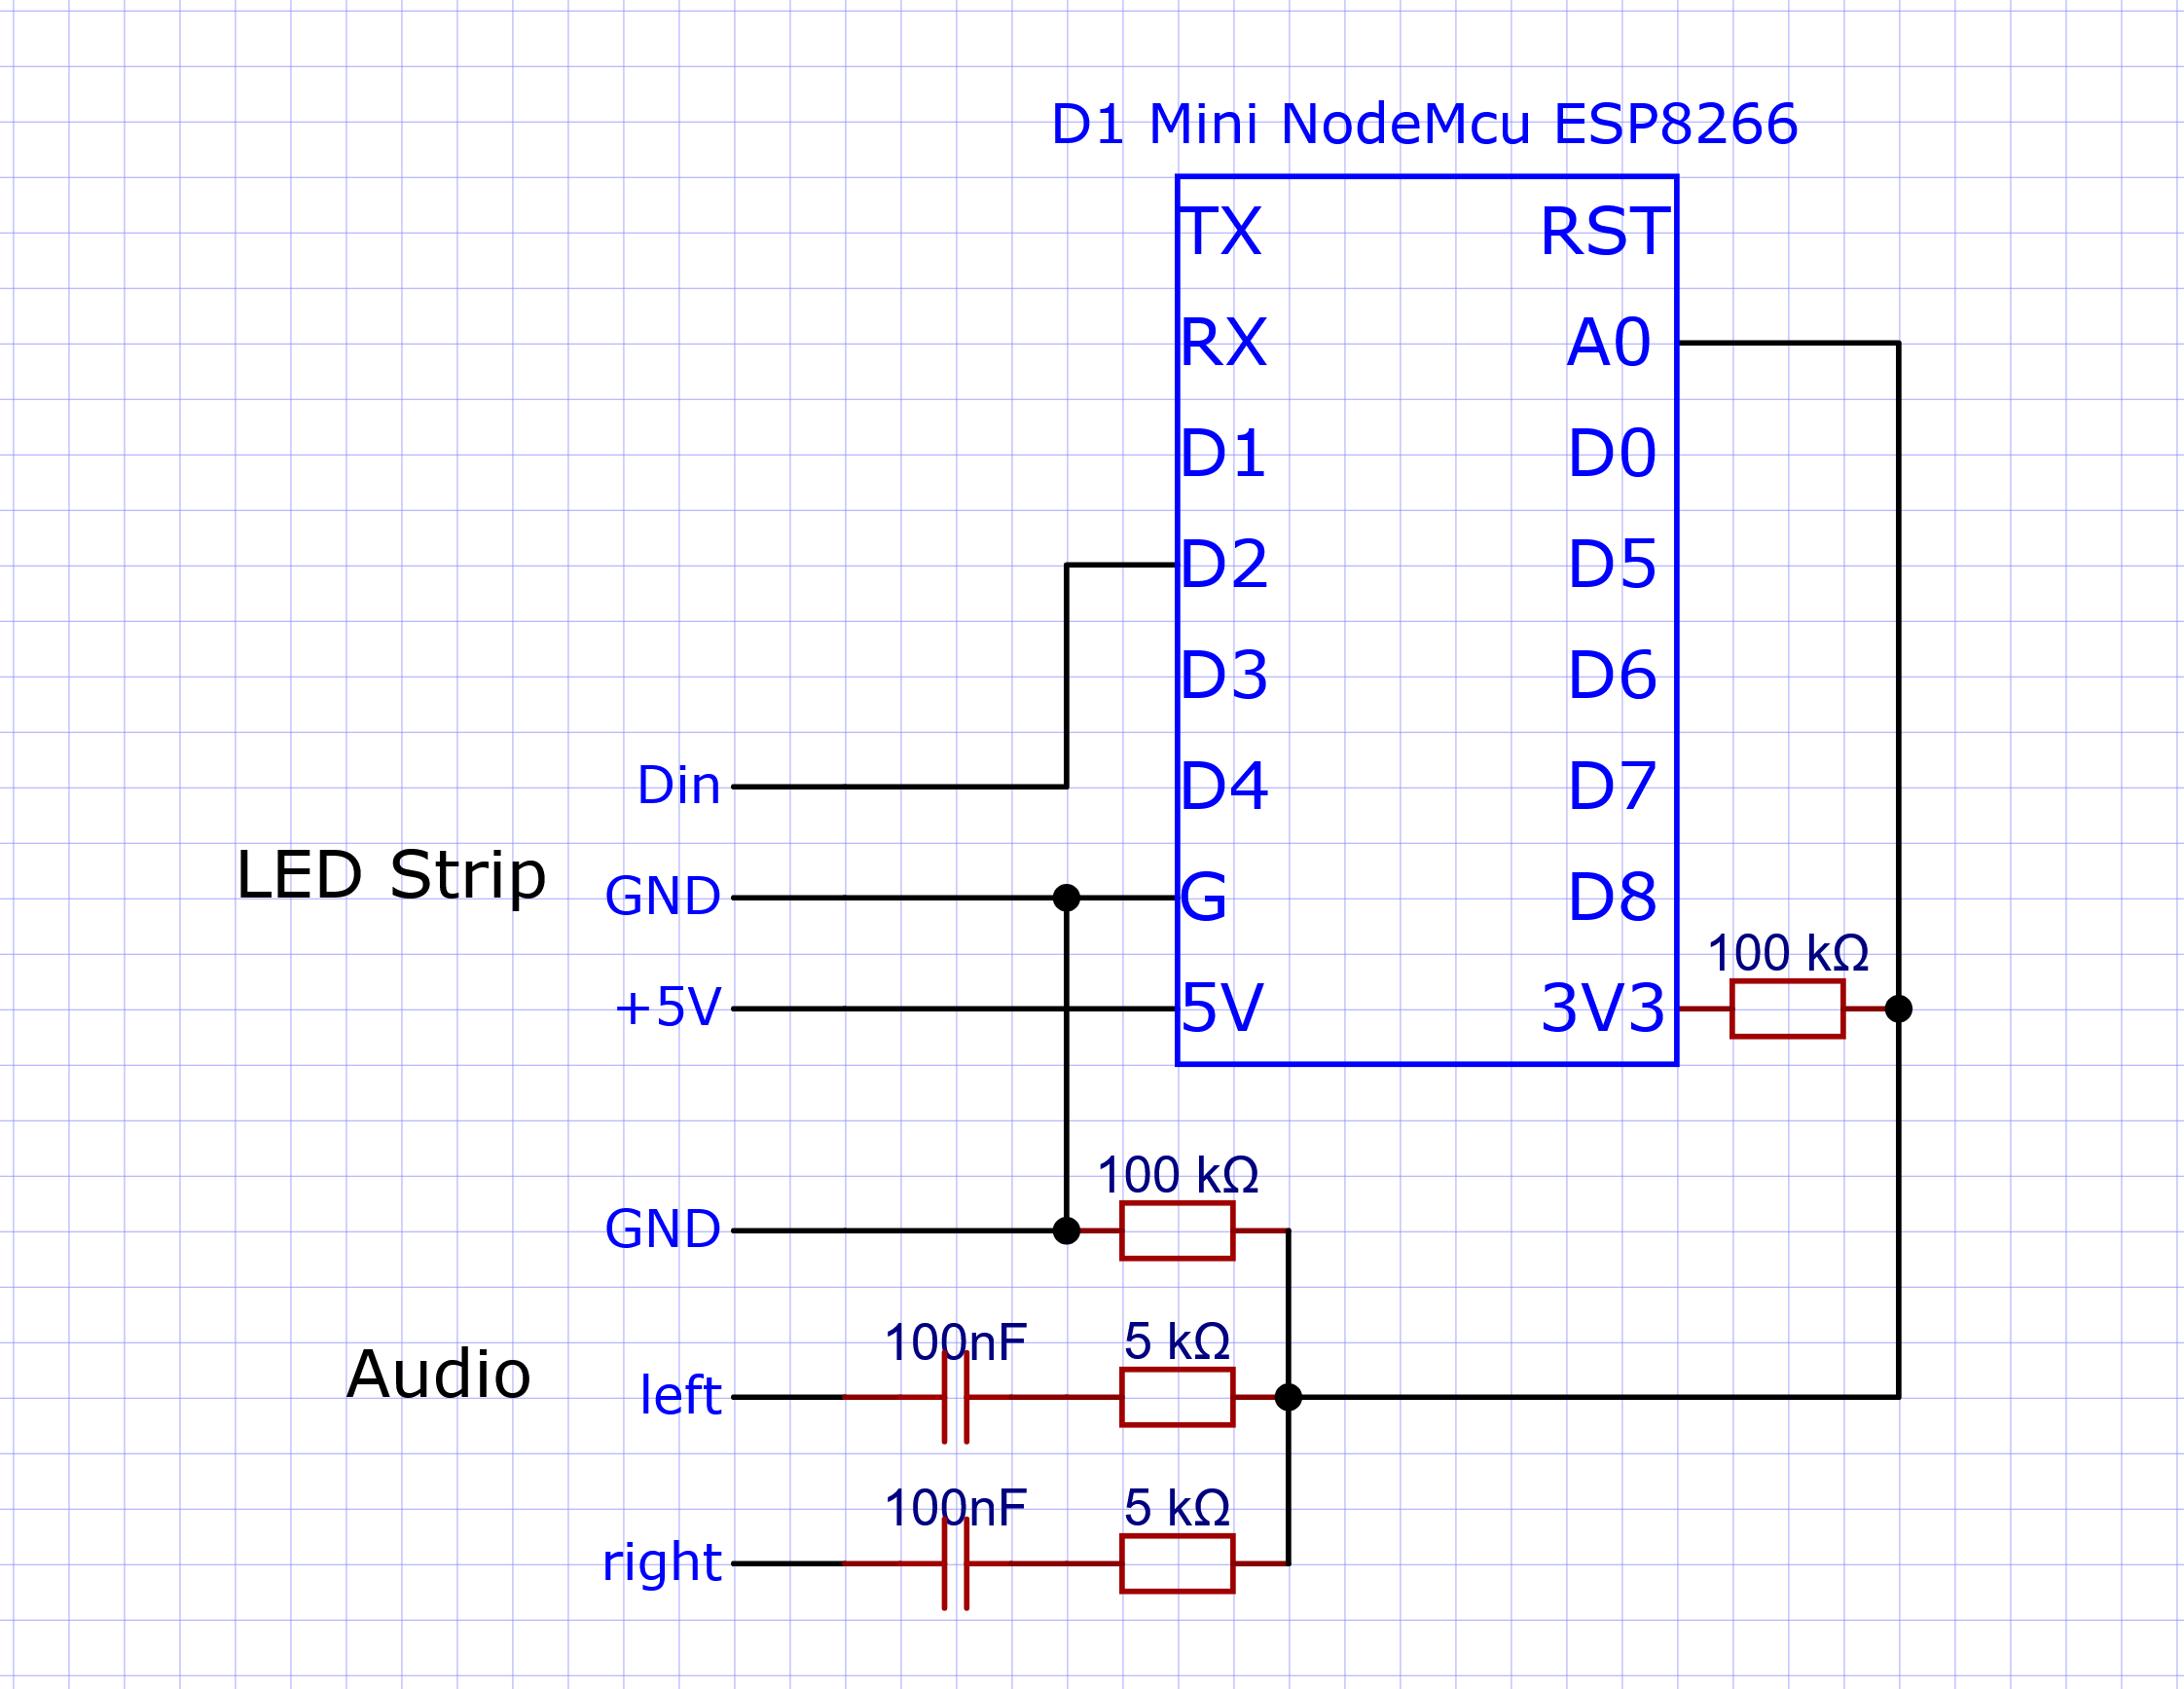 D1 Mini NodeMcu ESP8266
TX RST
RX A0
D1 D0
D2 D5
D3 D6
Din D4 D7
LED Strip GND G D8
100 kΩ
+5V 5V 3V3
100 kΩ
GND
100nF 5 kΩ
Audio left
100nF 5 kΩ
right